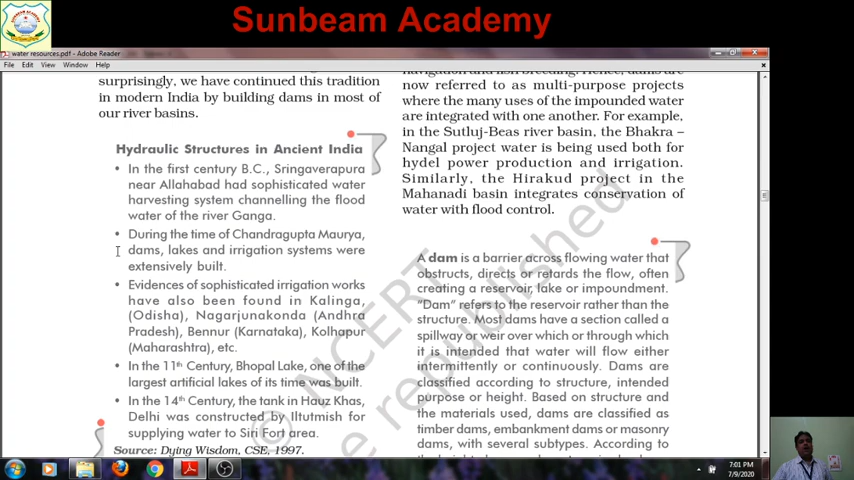 Sunbeam Academy
water resources.pdf - Adobe Reader
File Edit View Window Help
surprisingly, we have continued this tradition
in modern India by building dams in most of
our river basins.
Hydraulic Structures in Ancient India
• In the first century B.C., Sringaverapura
near Allahabad had sophisticated water
harvesting system channelling the flood
water of the river Ganga.
• During the time of Chandragupta Maurya,
dams, lakes and irrigation systems were
extensively built.
• Evidences of sophisticated irrigation works
have also been found in Kalinga,
(Odisha), Nagarjunakonda (Andhra
Pradesh), Bennur (Karnataka), Kolhapur
(Maharashtra), etc.
• In the 11th Century, Bhopal Lake, one of the
largest artificial lakes of its time was built.
• In the 14th Century, the tank in Hauz Khas,
Delhi was constructed by Iltutmish for
supplying water to Siri Fort area.
Source: Dying Wisdom, CSE, 1997.
navigation and fish breeding. Hence, dams are
now referred to as multi-purpose projects
where the many uses of the impounded water
are integrated with one another. For example,
in the Sutluj-Beas river basin, the Bhakra –
Nangal project water is being used both for
hydel power production and irrigation.
Similarly, the Hirakud project in the
Mahanadi basin integrates conservation of
water with flood control.
A dam is a barrier across flowing water that
obstructs, directs or retards the flow, often
creating a reservoir, lake or impoundment.
"Dam" refers to the reservoir rather than the
structure. Most dams have a section called a
spillway or weir over which or through which
it is intended that water will flow either
intermittently or continuously. Dams are
classified according to structure, intended
purpose or height. Based on structure and
the materials used, dams are classified as
timber dams, embankment dams or masonry
dams, with several subtypes. According to
© NCERT
be republished
7:01 PM
7/9/2020